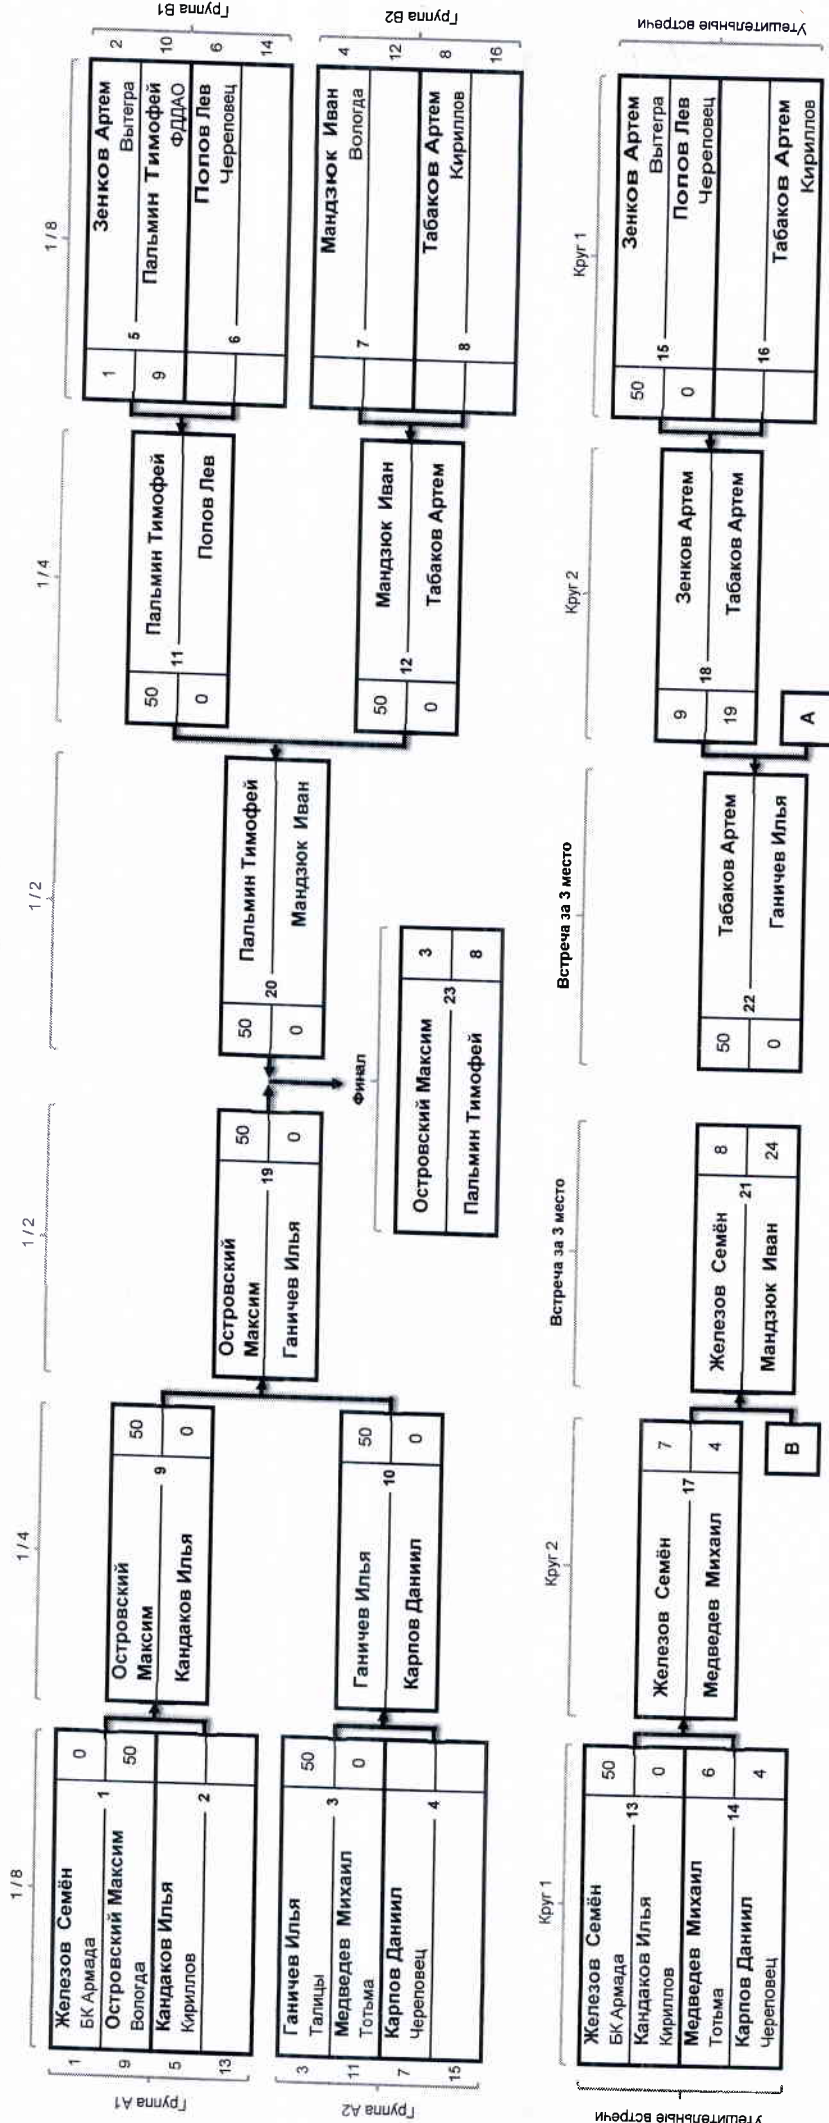 1 / 8
1 / 4
1 / 2
1 / 2
1 / 4
1 / 8
Группа А1
1
9
5
13
Железов Семён
БК Армада
0
1
Островский Максим
Вологда
50
Кандаков Илья
Кириллов
2
Группа А2
3
11
7
15
Ганичев Илья
Талицы
50
3
Медведев Михаил
Тотьма
0
Карпов Даниил
Череповец
4
Островский
Максим
50
9
Кандаков Илья
0
Ганичев Илья
50
10
Карпов Даниил
0
Островский
Максим
50
19
Ганичев Илья
0
Финал
Островский Максим
3
23
Пальмин Тимофей
8
50
Пальмин Тимофей
20
0
Мандзюк Иван
50
Пальмин Тимофей
11
0
Попов Лев
50
Мандзюк Иван
12
0
Табаков Артем
1
Зенков Артем
Вытегра
5
9
Пальмин Тимофей
ФДДАО
Попов Лев
Череповец
6
2
10
6
14
Группа В1
Мандзюк Иван
Вологда
7
Табаков Артем
Кириллов
8
4
12
8
16
Группа В2
Утешительные встречи
Круг 1
Круг 2
Встреча за 3 место
Встреча за 3 место
Круг 2
Круг 1
Железов Семён
БК Армада
50
13
Кандаков Илья
Кириллов
0
Медведев Михаил
Тотьма
6
14
Карпов Даниил
Череповец
4
Железов Семён
7
17
Медведев Михаил
4
В
Железов Семён
8
21
Мандзюк Иван
24
50
Табаков Артем
22
0
Ганичев Илья
9
Зенков Артем
18
19
Табаков Артем
А
50
Зенков Артем
Вытегра
15
0
Попов Лев
Череповец
16
Табаков Артем
Кириллов
Утешительные встречи